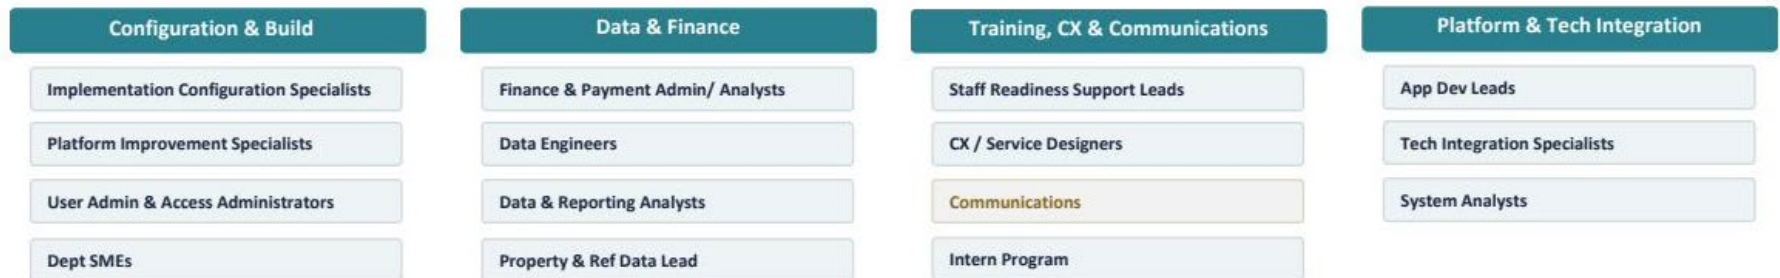 Configuration & Build
Implementation Configuration Specialists
Platform Improvement Specialists
User Admin & Access Administrators
Dept SMEs
Data & Finance
Finance & Payment Admin/ Analysts
Data Engineers
Data & Reporting Analysts
Property & Ref Data Lead
Training, CX & Communications
Staff Readiness Support Leads
CX / Service Designers
Communications
Intern Program
Platform & Tech Integration
App Dev Leads
Tech Integration Specialists
System Analysts